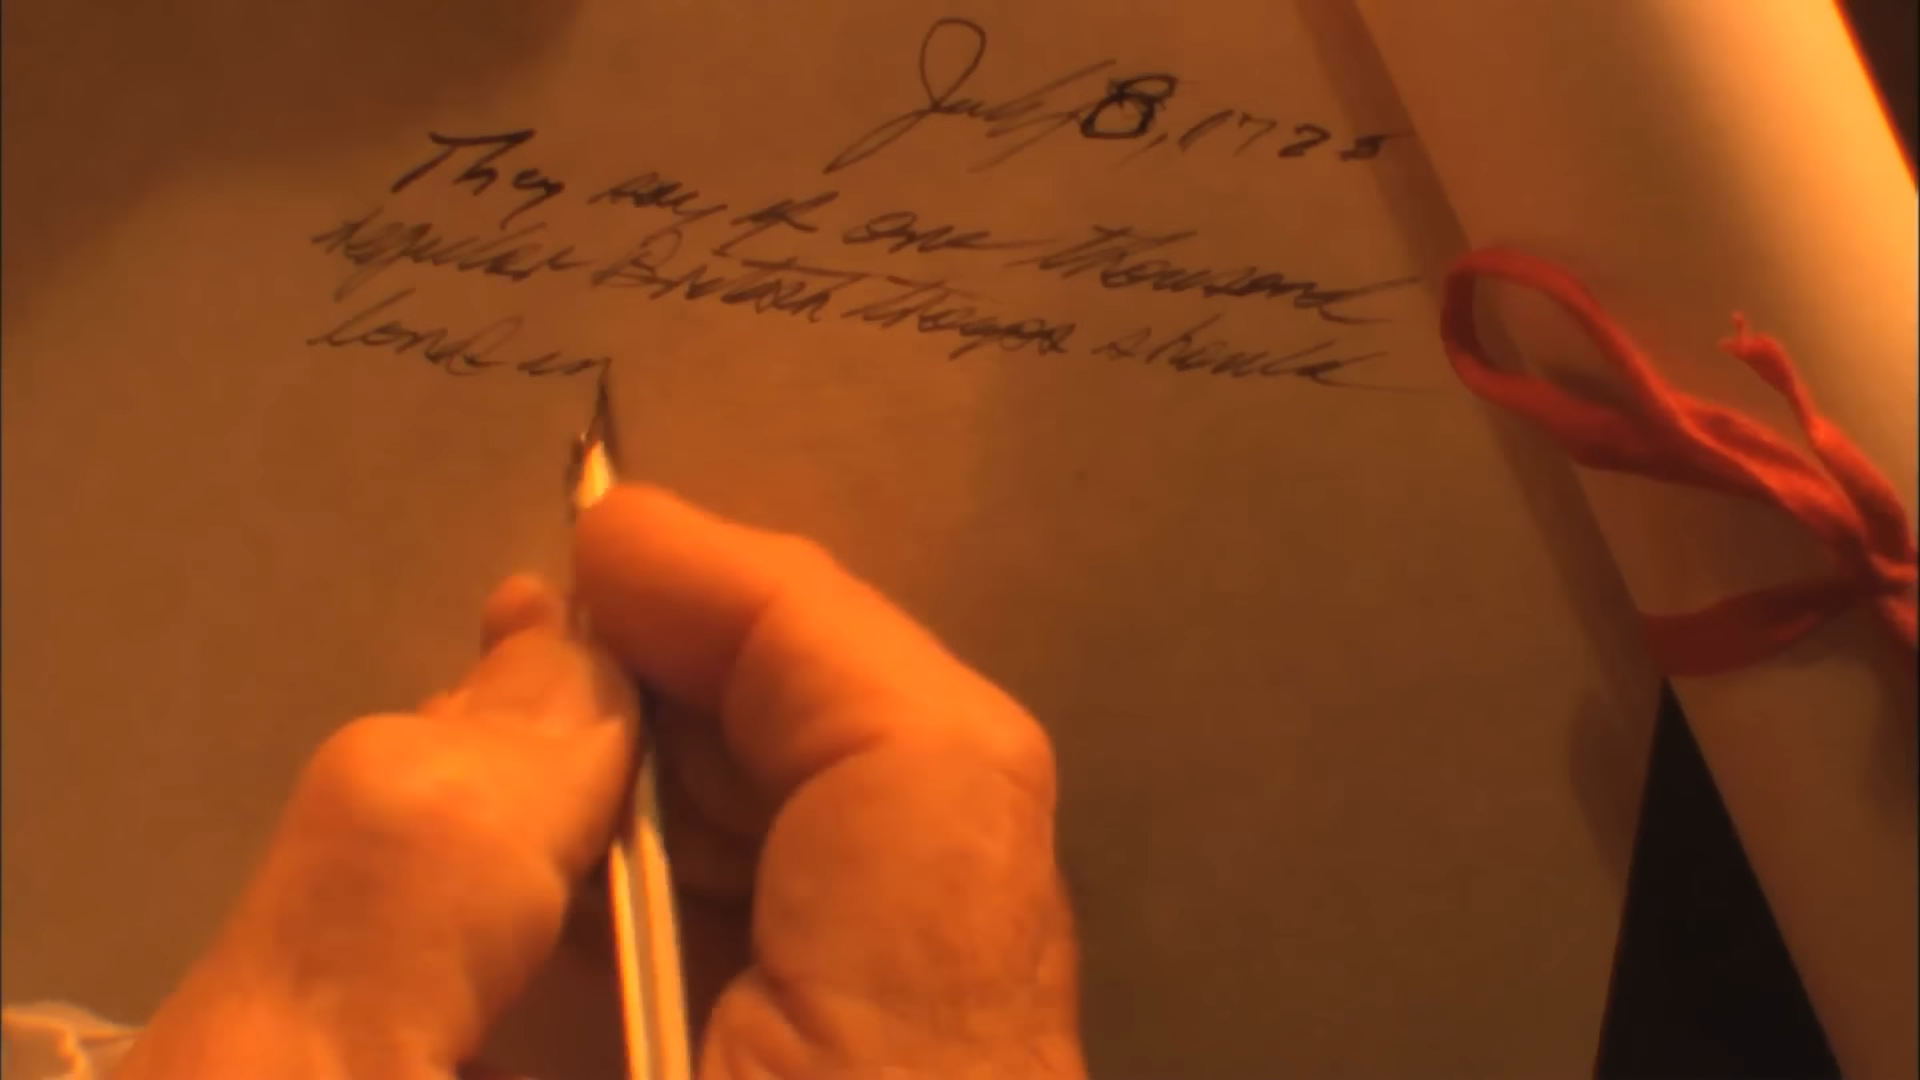 July 8, 1775
They say if one thousand
regular British troops should
land in